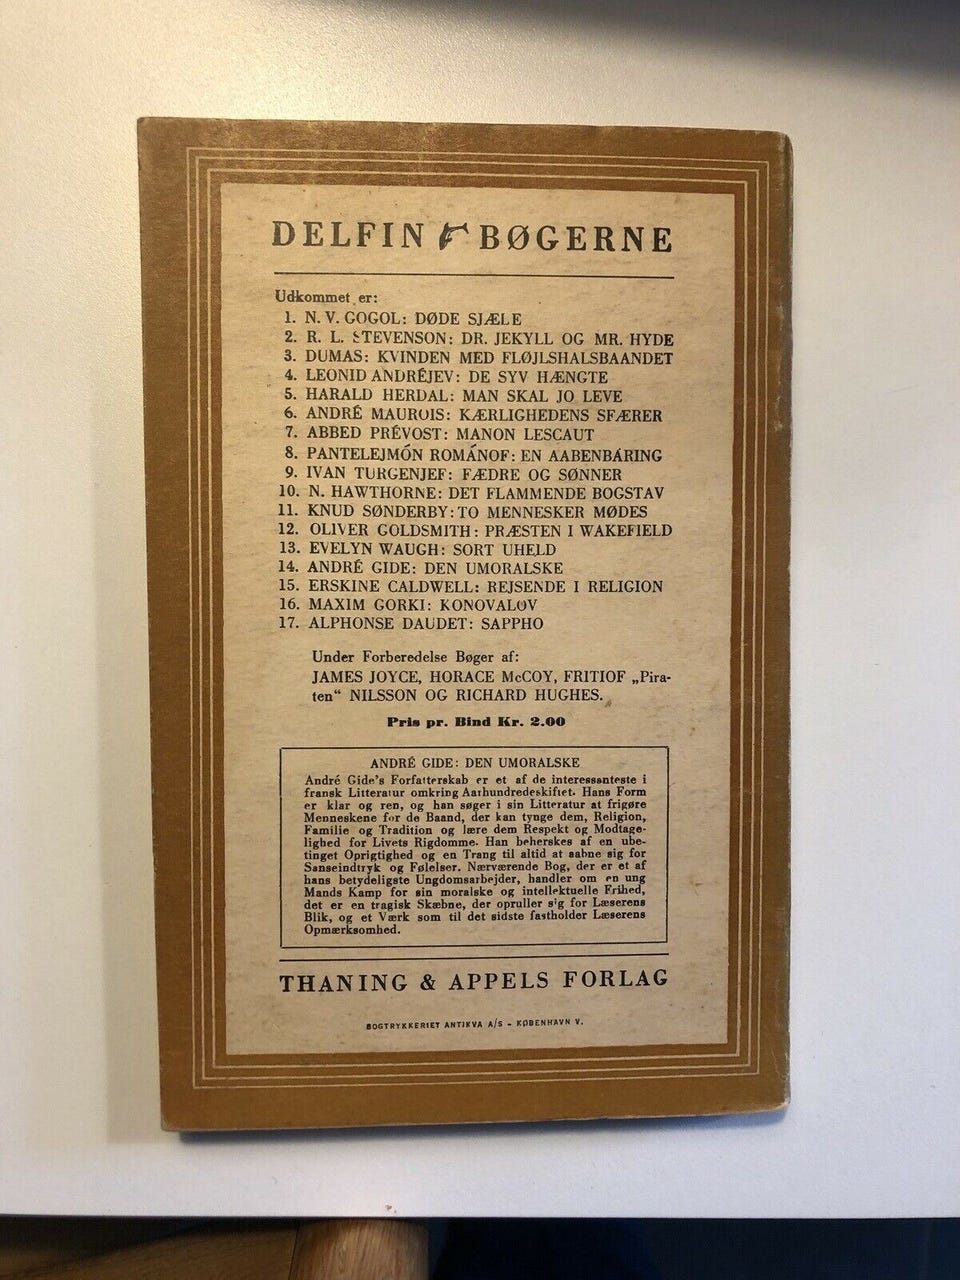 DELFIN BØGERNE
Udkommet er:
1. N. V. GOGOL: DØDE SJÆLE
2. R. L. STEVENSON: DR. JEKYLL OG MR. HYDE
3. DUMAS: KVINDEN MED FLØJLSHALSBAANDET
4. LEONID ANDRÉJEV: DE SYV HÆNGTE
5. HARALD HERDAL: MAN SKAL JO LEVE
6. ANDRÉ MAUROIS: KÆRLIGHEDENS SFÆRER
7. ABBED PRÉVOST: MANON LESCAUT
8. PANTELEJMÓN ROMÁNOF: EN AABENBARING
9. IVAN TURGENJEF: FÆDRE OG SØNNER
10. N. HAWTHORNE: DET FLAMMENDE BOGSTAV
11. KNUD SØNDERBY: TO MENNESKER MØDES
12. OLIVER GOLDSMITH: PRÆSTEN I WAKEFIELD
13. EVELYN WAUGH: SORT UHELD
14. ANDRÉ GIDE: DEN UMORALSKE
15. ERSKINE CALDWELL: REJSENDE I RELIGION
16. MAXIM GORKI: KONOVALOV
17. ALPHONSE DAUDET: SAPPHO
Under Forberedelse Bøger af:
JAMES JOYCE, HORACE McCOY, FRITIOF „Pira-
ten“ NILSSON OG RICHARD HUGHES.
Pris pr. Bind Kr. 2.00
ANDRÉ GIDE: DEN UMORALSKE
André Gide's Forfatterskab er et af de interessanteste i
fransk Litteratur omkring Aarhundredeskiftet. Hans Form
er klar og ren, og han søger i sin Litteratur at frigøre
Menneskene for de Baand, der kan tynge dem, Religion,
Familie og Tradition og lære dem Respekt og Modtage-
lighed for Livets Rigdomme. Han beherskes af en ube-
tinget Oprigtighed og en Trang til altid at aabne sig for
Sanseindtryk og Følelser. Nærværende Bog, der er et af
hans betydeligste Ungdomsarbejder, handler om en ung
Mands Kamp for sin moralske og intellektuelle Frihed,
det er en tragisk Skæbne, der opruller sig for Læserens
Blik, og et Værk som til det sidste fastholder Læserens
Opmærksomhed.
THANING & APPELS FORLAG
BOGTRYKKERIET ANTIKVA A/S - KØBENHAVN V.